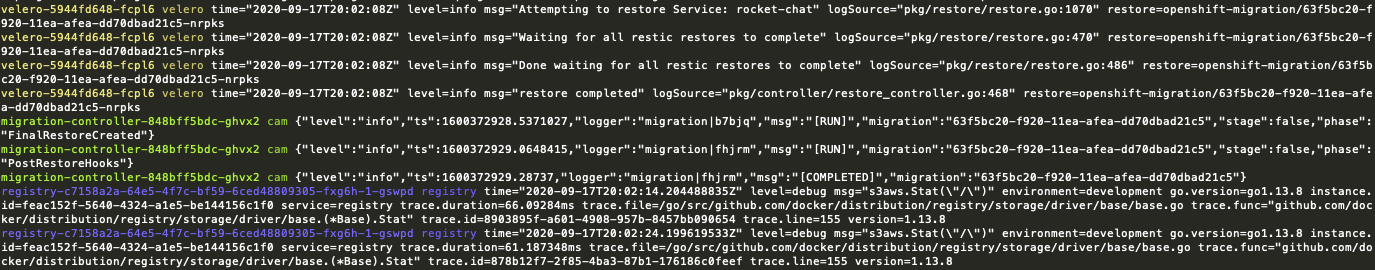 velero-5944fd648-fcpl6 velero time="2020-09-17T20:02:08Z" level=info msg="Attempting to restore Service: rocket-chat" logSource="pkg/restore/restore.go:1070" restore=openshift-migration/63f5bc20-f
920-11ea-afea-dd70dbad21c5-nrpks
velero-5944fd648-fcpl6 velero time="2020-09-17T20:02:08Z" level=info msg="Waiting for all restic restores to complete" logSource="pkg/restore/restore.go:470" restore=openshift-migration/63f5bc20-f
920-11ea-afea-dd70dbad21c5-nrpks
velero-5944fd648-fcpl6 velero time="2020-09-17T20:02:08Z" level=info msg="Done waiting for all restic restores to complete" logSource="pkg/restore/restore.go:486" restore=openshift-migration/63f5b
c20-f920-11ea-afea-dd70dbad21c5-nrpks
velero-5944fd648-fcpl6 velero time="2020-09-17T20:02:08Z" level=info msg="restore completed" logSource="pkg/controller/restore_controller.go:468" restore=openshift-migration/63f5bc20-f920-11ea-afe
a-dd70dbad21c5-nrpks
migration-controller-848bff5bdc-ghvx2 cam {"level":"info","ts":1600372928.5371027,"logger":"migration|b7bjq","msg":"[RUN]","migration":"63f5bc20-f920-11ea-afea-dd70dbad21c5","stage":false,"phase":
"FinalRestoreCreated"}
migration-controller-848bff5bdc-ghvx2 cam {"level":"info","ts":1600372929.0648415,"logger":"migration|fhjrm","msg":"[RUN]","migration":"63f5bc20-f920-11ea-afea-dd70dbad21c5","stage":false,"phase":
"PostRestoreHooks"}
migration-controller-848bff5bdc-ghvx2 cam {"level":"info","ts":1600372929.28737,"logger":"migration|fhjrm","msg":"[COMPLETED]","migration":"63f5bc20-f920-11ea-afea-dd70dbad21c5"}
registry-c7158a2a-64e5-4f7c-bf59-6ced48809305-fxg6h-1-gswpd registry time="2020-09-17T20:02:14.204488835Z" level=debug msg="s3aws.Stat(\"/\")" environment=development go.version=go1.13.8 instance.
id=feac152f-5640-4324-a1e5-be144156c1f0 service=registry trace.duration=66.09284ms trace.file=/go/src/github.com/docker/distribution/registry/storage/driver/base/base.go trace.func="github.com/doc
ker/distribution/registry/storage/driver/base.(*Base).Stat" trace.id=8903895f-a601-4908-957b-8457bb090654 trace.line=155 version=1.13.8
registry-c7158a2a-64e5-4f7c-bf59-6ced48809305-fxg6h-1-gswpd registry time="2020-09-17T20:02:24.199619533Z" level=debug msg="s3aws.Stat(\"/\")" environment=development go.version=go1.13.8 instance.
id=feac152f-5640-4324-a1e5-be144156c1f0 service=registry trace.duration=61.187348ms trace.file=/go/src/github.com/docker/distribution/registry/storage/driver/base/base.go trace.func="github.com/do
cker/distribution/registry/storage/driver/base.(*Base).Stat" trace.id=878b12f7-2f85-4ba3-87b1-176186c0feef trace.line=155 version=1.13.8